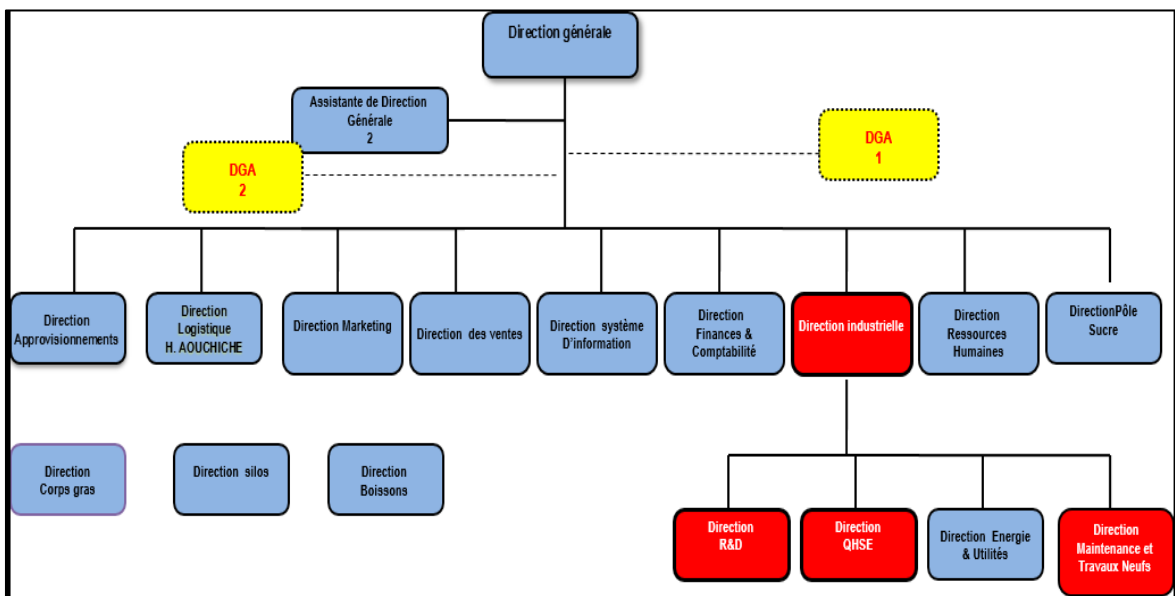 Direction générale
Assistante de Direction
Générale
2
DGA
1
DGA
2
Direction
Approvisionnements
Direction
Logistique
H. AOUCHICHE
Direction Marketing
Direction des ventes
Direction système
D'information
Direction
Finances &
Comptabilité
Direction industrielle
Direction
Ressources
Humaines
DirectionPôle
Sucre
Direction
Corps gras
Direction silos
Direction
Boissons
Direction
R&D
Direction
QHSE
Direction Energie
& Utilités
Direction
Maintenance et
Travaux Neufs